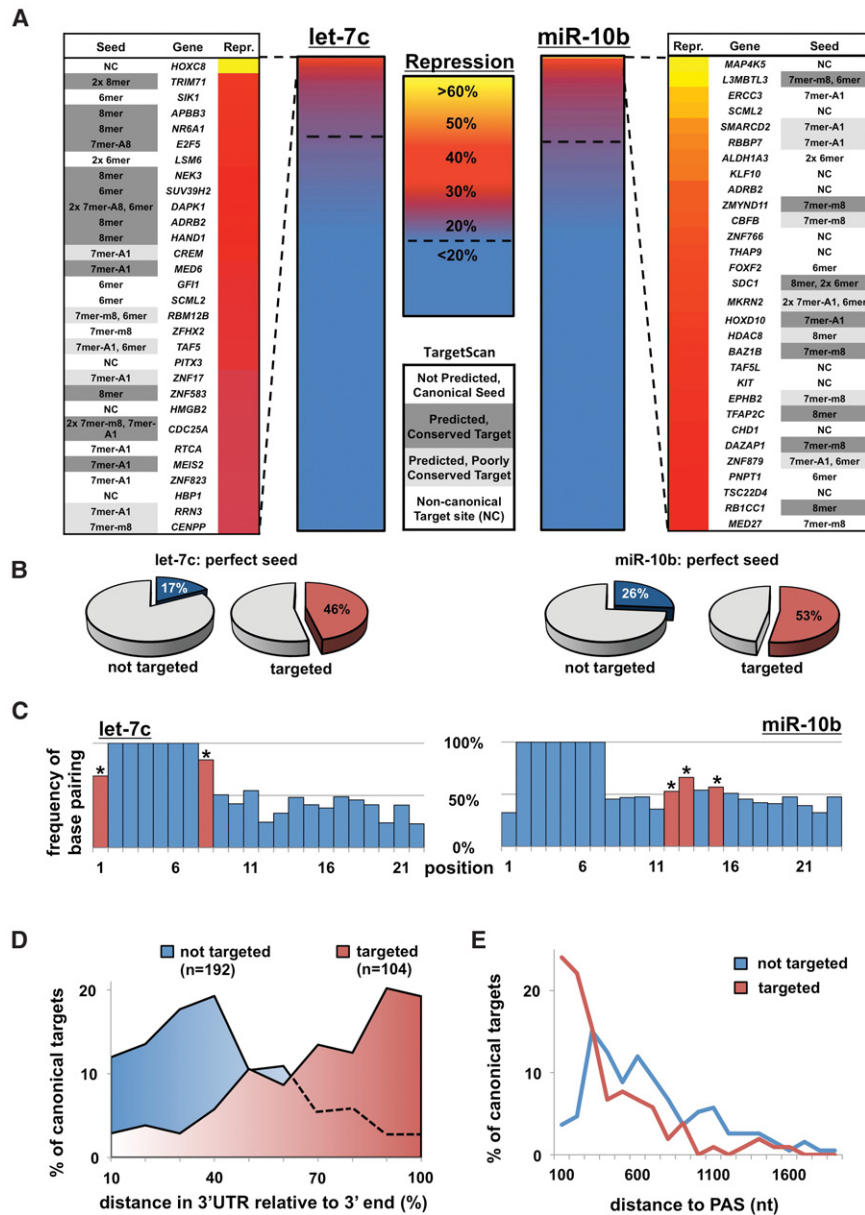 A
let-7c
miR-10b
Seed Gene Repr.
NC HOXC8
2x 8mer TRIM71
6mer SIK1
8mer APBB3
8mer NR6A1
7mer-A8 E2F5
2x 6mer LSM6
8mer NEK3
6mer SUV39H2
2x 7mer-A8, 6mer DAPK1
8mer ADRB2
8mer HAND1
7mer-A1 CREM
7mer-A1 MED6
6mer GFI1
6mer SCML2
7mer-m8, 6mer RBM12B
7mer-m8 ZFHX2
7mer-A1, 6mer TAF5
NC PITX3
7mer-A1 ZNF17
8mer ZNF583
NC HMGB2
2x 7mer-m8, 7mer-A1 CDC25A
7mer-A1 RTCA
7mer-A1 MEIS2
7mer-A1 ZNF823
NC HBP1
7mer-A1 RRN3
7mer-m8 CENPP
Repression
>60%
50%
40%
30%
20%
<20%
TargetScan
Not Predicted,
Canonical Seed
Predicted,
Conserved Target
Predicted, Poorly
Conserved Target
Non-canonical
Target site (NC)
Repr. Gene Seed
MAP4K5 NC
L3MBTL3 7mer-m8, 6mer
ERCC3 7mer-A1
SCML2 NC
SMARCD2 7mer-A1
RBBP7 7mer-A1
ALDH1A3 2x 6mer
KLF10 NC
ADRB2 NC
ZMYND11 7mer-m8
CBFB 7mer-m8
ZNF766 NC
THAP9 NC
FOXF2 6mer
SDC1 8mer, 2x 6mer
MKRN2 2x 7mer-A1, 6mer
HOXD10 7mer-A1
HDAC8 8mer
BAZ1B 7mer-m8
TAF5L NC
KIT NC
EPHB2 7mer-m8
TFAP2C 8mer
CHD1 NC
DAZAP1 7mer-m8
ZNF879 7mer-A1, 6mer
PNPT1 6mer
TSC22D4 NC
RB1CC1 8mer
MED27 7mer-m8
B
let-7c: perfect seed
17%
46%
not targeted
targeted
miR-10b: perfect seed
26%
53%
not targeted
targeted
C
let-7c
miR-10b
frequency of
base pairing
100%
50%
0%
* *
* * *
1 6 11 16 21
position
1 6 11 16 21
D
not targeted
(n=192)
targeted
(n=104)
% of canonical targets
20
10
0
10 40 70 100
distance in 3'UTR relative to 3' end (%)
E
not targeted
targeted
% of canonical targets
20
10
0
100 600 1100 1600
distance to PAS (nt)